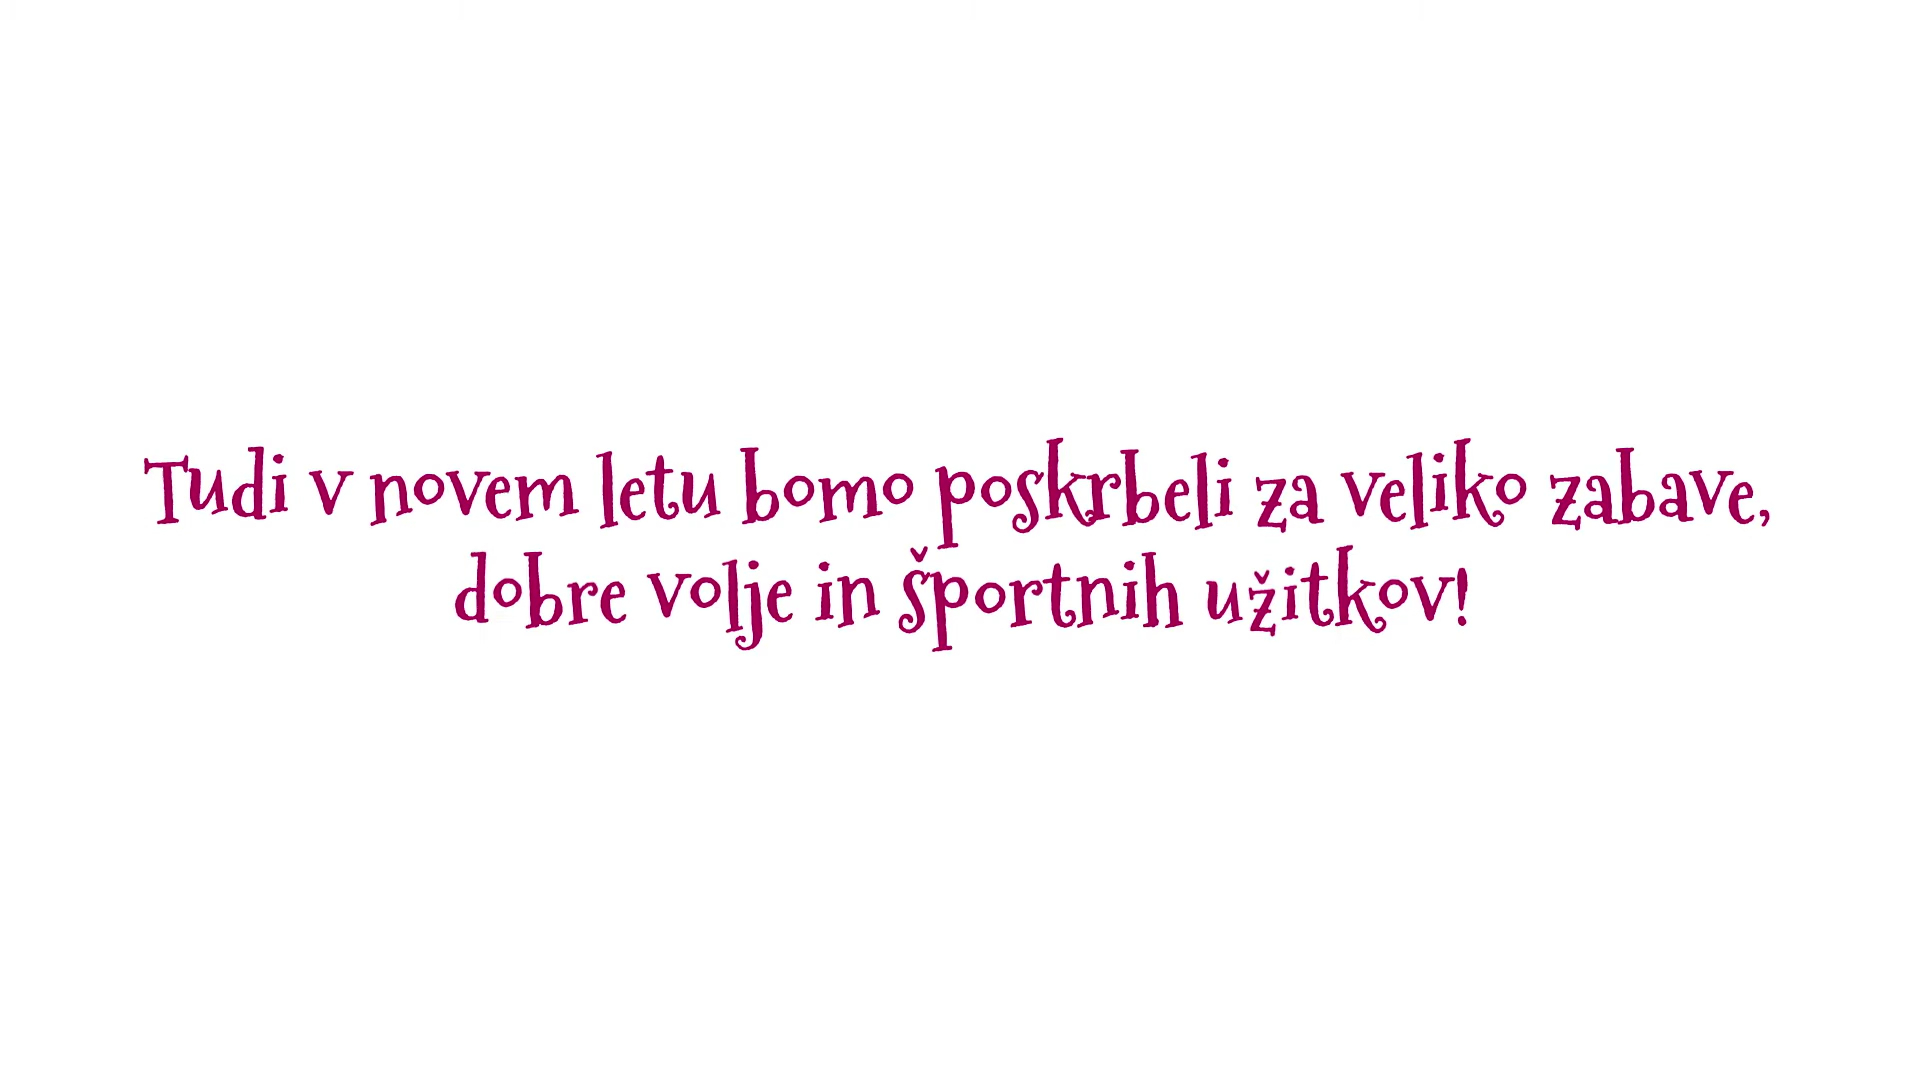 Tudi v novem letu bomo poskrbeli za veliko zabave,
dobre volje in športnih užitkov!